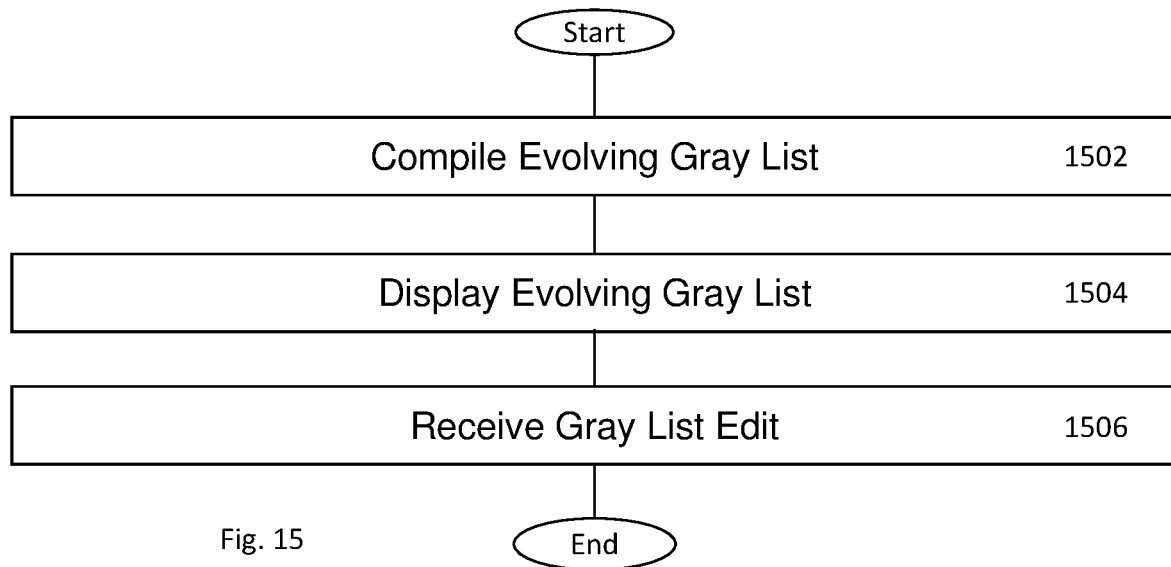 Start
Compile Evolving Gray List 1502
Display Evolving Gray List 1504
Receive Gray List Edit 1506
Fig. 15
End